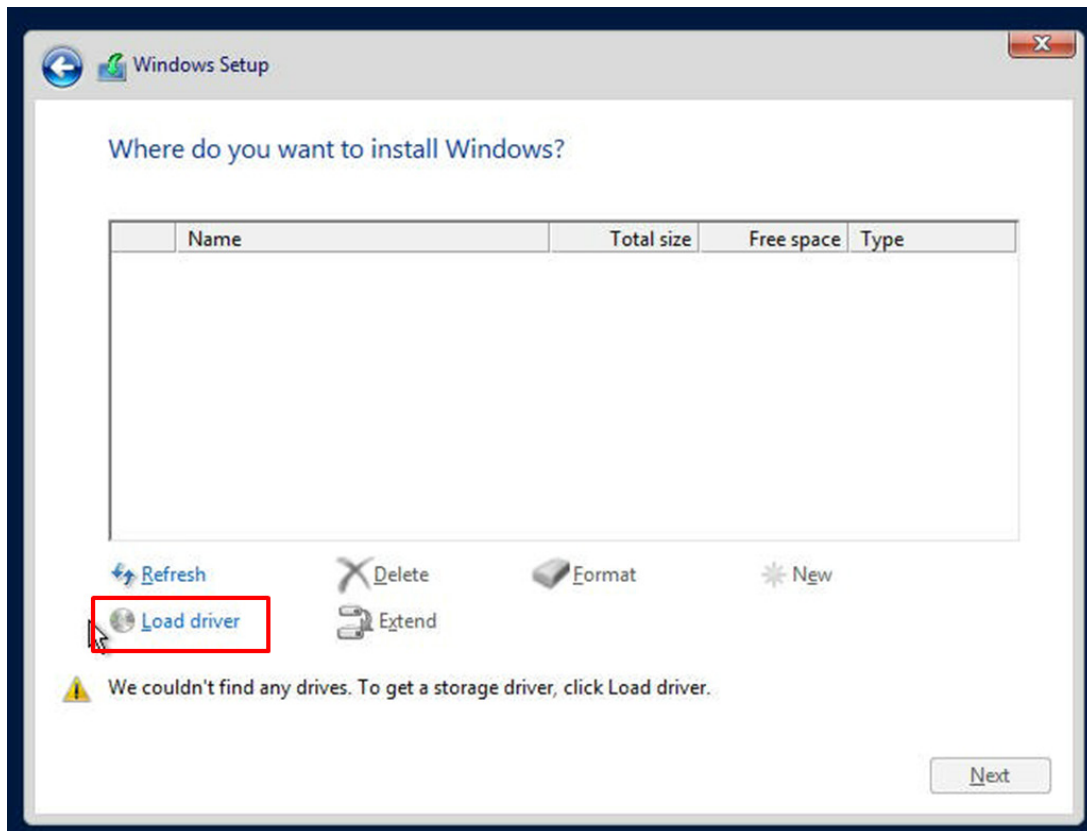 Windows Setup
Where do you want to install Windows?
Name Total size Free space Type
Refresh Delete Format New
Load driver Extend
We couldn't find any drives. To get a storage driver, click Load driver.
Next